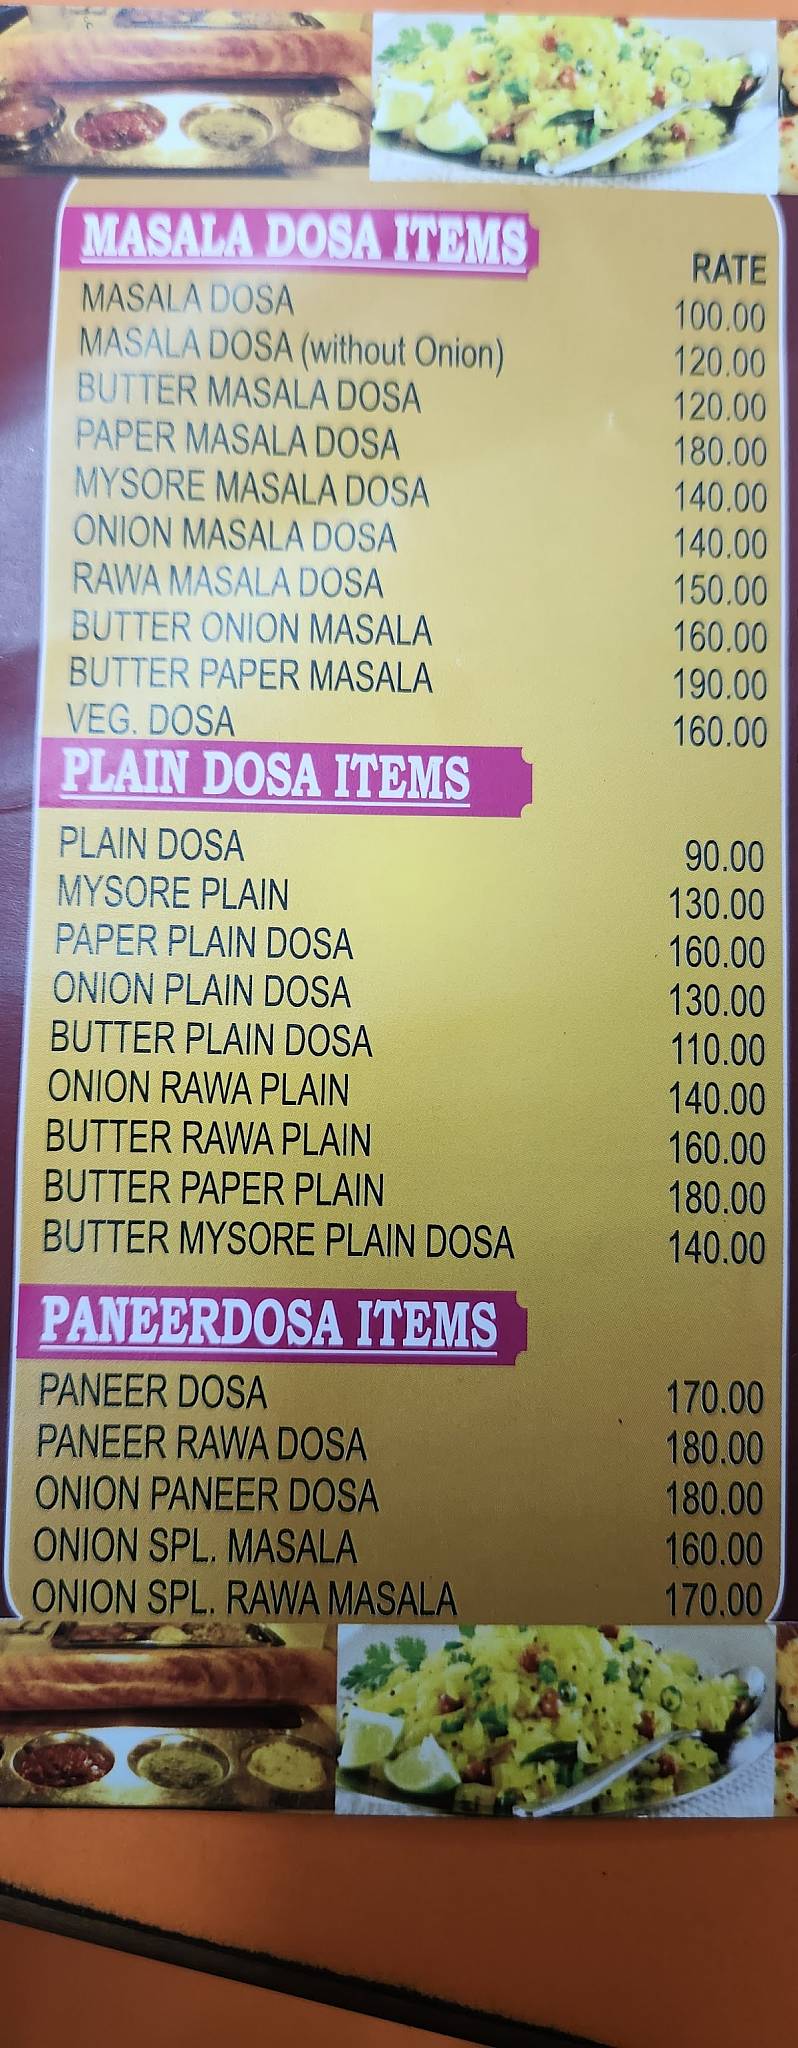 MASALA DOSA ITEMS
RATE
MASALA DOSA 100.00
MASALA DOSA (without Onion) 120.00
BUTTER MASALA DOSA 120.00
PAPER MASALA DOSA 180.00
MYSORE MASALA DOSA 140.00
ONION MASALA DOSA 140.00
RAWA MASALA DOSA 150.00
BUTTER ONION MASALA 160.00
BUTTER PAPER MASALA 190.00
VEG. DOSA 160.00
PLAIN DOSA ITEMS
PLAIN DOSA 90.00
MYSORE PLAIN 130.00
PAPER PLAIN DOSA 160.00
ONION PLAIN DOSA 130.00
BUTTER PLAIN DOSA 110.00
ONION RAWA PLAIN 140.00
BUTTER RAWA PLAIN 160.00
BUTTER PAPER PLAIN 180.00
BUTTER MYSORE PLAIN DOSA 140.00
PANEERDOSA ITEMS
PANEER DOSA 170.00
PANEER RAWA DOSA 180.00
ONION PANEER DOSA 180.00
ONION SPL. MASALA 160.00
ONION SPL. RAWA MASALA 170.00